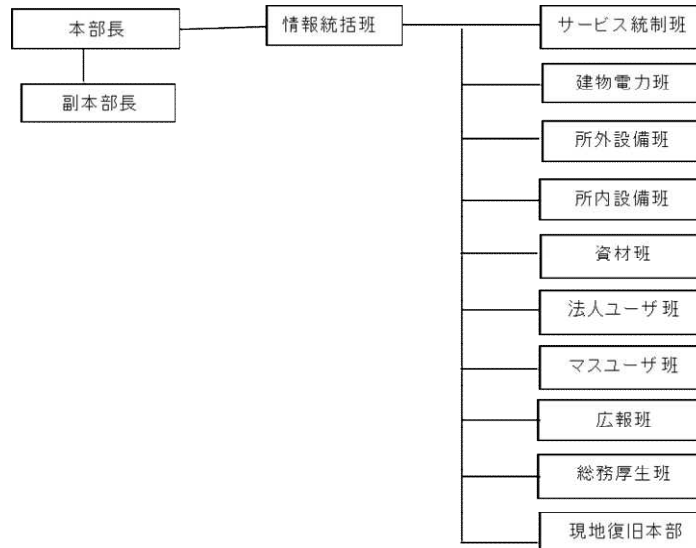 本部長
情報統括班
サービス統制班
副本部長
建物電力班
所外設備班
所内設備班
資材班
法人ユーザ班
マスユーザ班
広報班
総務厚生班
現地復旧本部